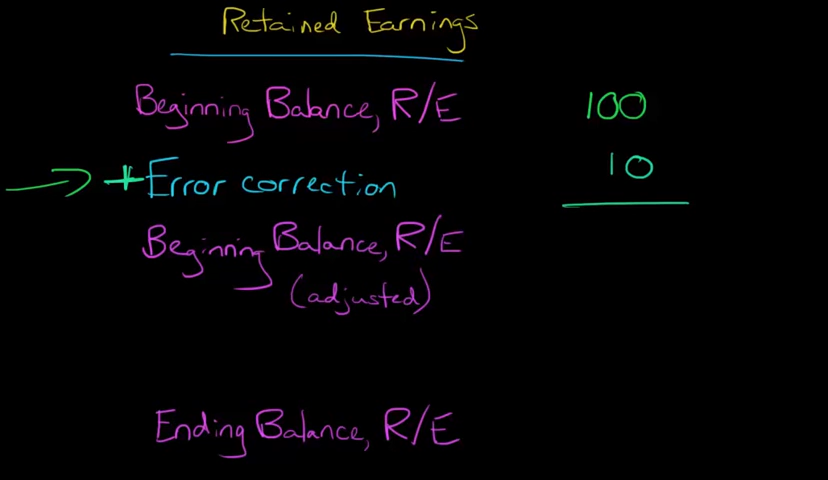 Retained Earnings
Beginning Balance, R/E 100
+ Error correction 10
Beginning Balance, R/E
(adjusted)
Ending Balance, R/E